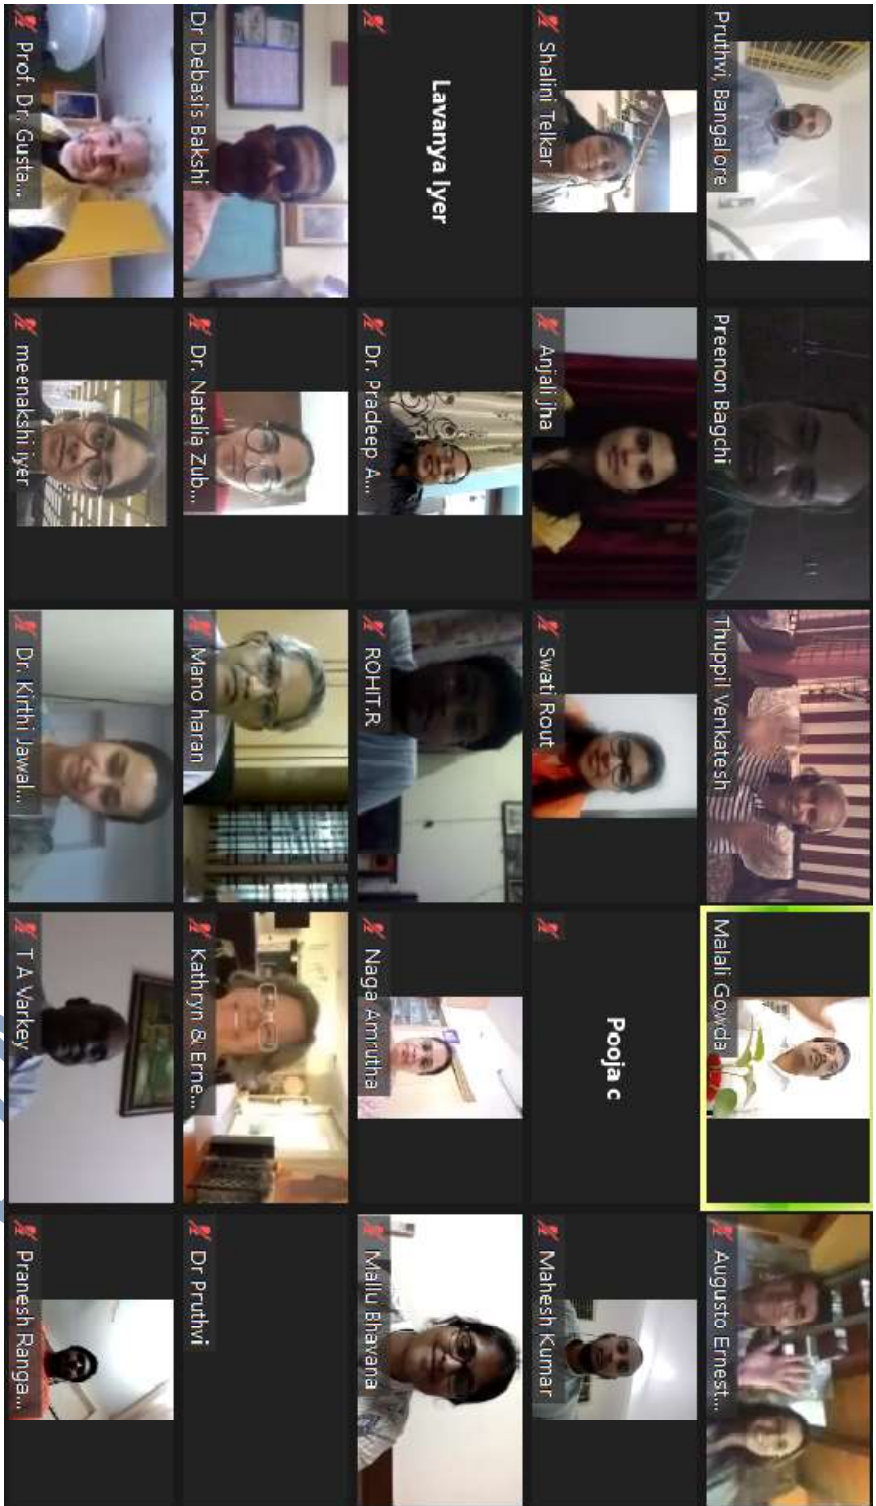 Pruthvi, Bangalore
Preenon Bagchi
Thuppil Venkatesh
Malali Gowda
Augusto Ernest...
Shalini Telkar
Anjali jha
Swati Rout
Pooja c
Mahesh Kumar
Lavanya Iyer
Dr. Pradeep A...
ROHIT.R
Naga Amrutha
Mallu Bhavana
Dr Debasis Bakshi
Dr. Natalia Zub...
Mano haran
Kathryn & Erne...
Dr Pruthvi
Prof. Dr. Gusta...
meenakshi iyer
Dr. Kirthi Jawal...
T A Varkey
Pranesh Ranga...